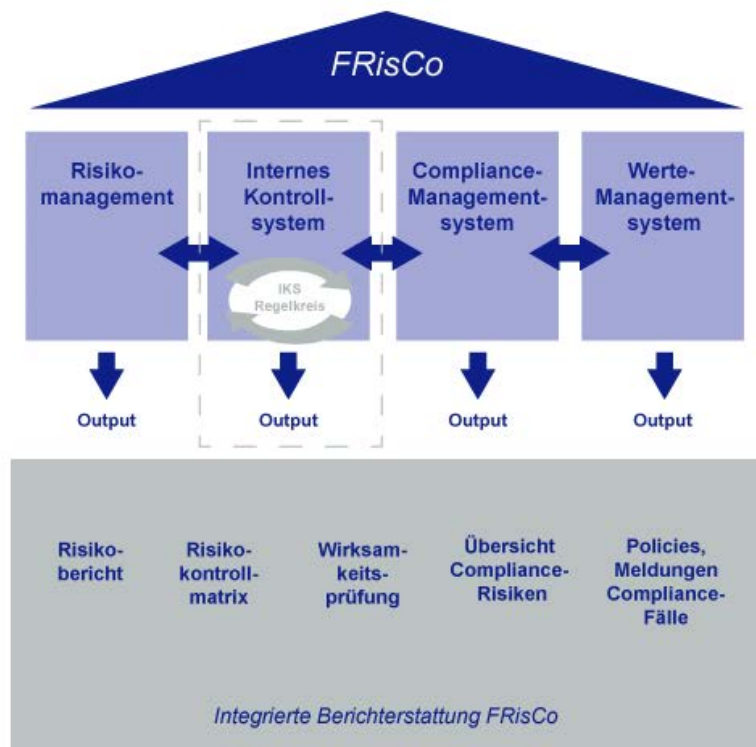 FRisCo
Risiko-
management
Internes
Kontroll-
system
Compliance-
Management-
system
Werte-
Management-
system
IKS
Regelkreis
Output
Output
Output
Output
Risiko-
bericht
Risiko-
kontroll-
matrix
Wirksam-
keits-
prüfung
Übersicht
Compliance-
Risiken
Policies,
Meldungen
Compliance-
Fälle
Integrierte Berichterstattung FRisCo